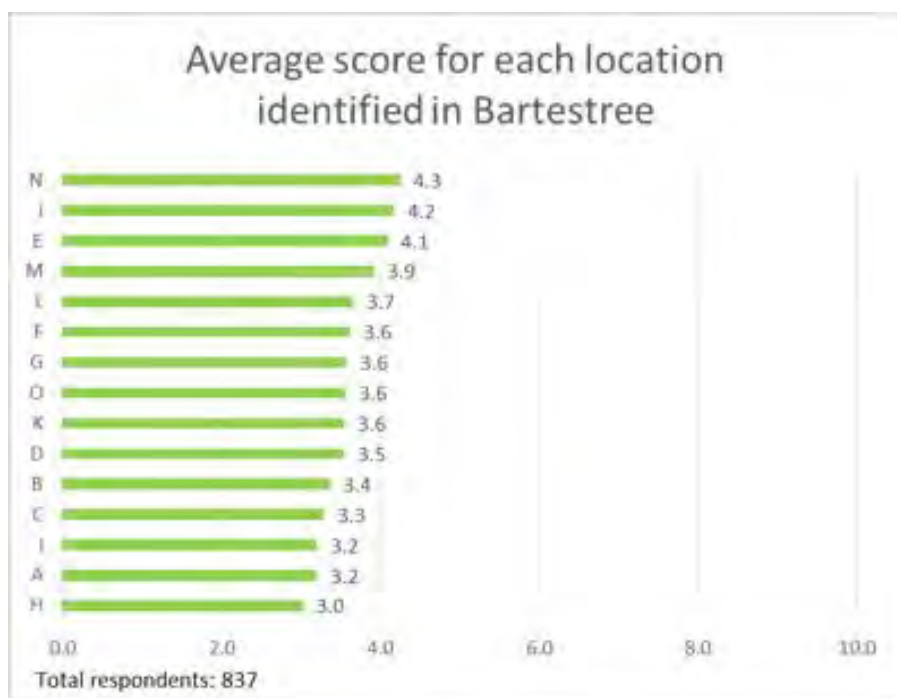 Average score for each location
identified in Bartestree
N 4.3
J 4.2
E 4.1
M 3.9
L 3.7
F 3.6
G 3.6
O 3.6
K 3.6
D 3.5
B 3.4
C 3.3
I 3.2
A 3.2
H 3.0
0.0 2.0 4.0 6.0 8.0 10.0
Total respondents: 837